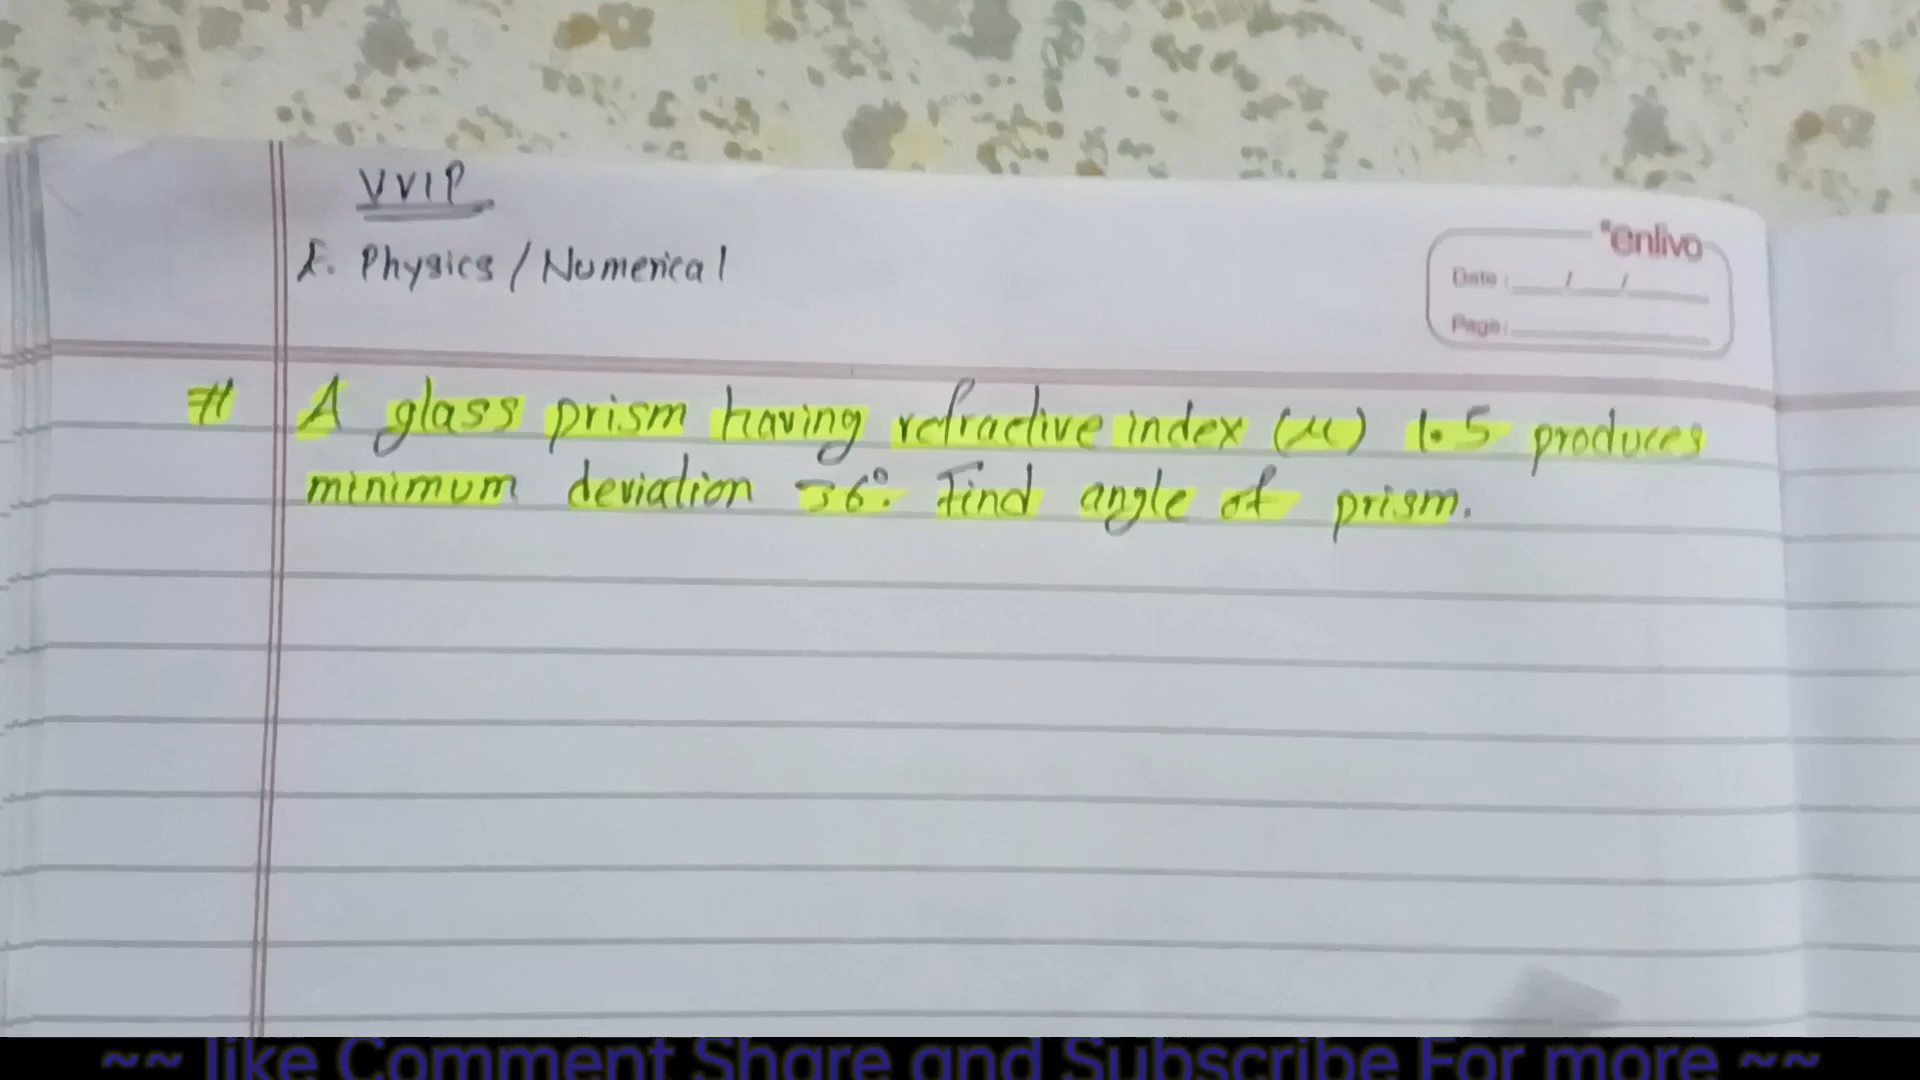 VVIP
2. Physics / Numerical
enlivo
Date : / /
Page:
# A glass prism having refractive index (μ) 1.5 produces
minimum deviation 36°. Find angle of prism.
~~ like Comment Share and Subscribe For more ~~